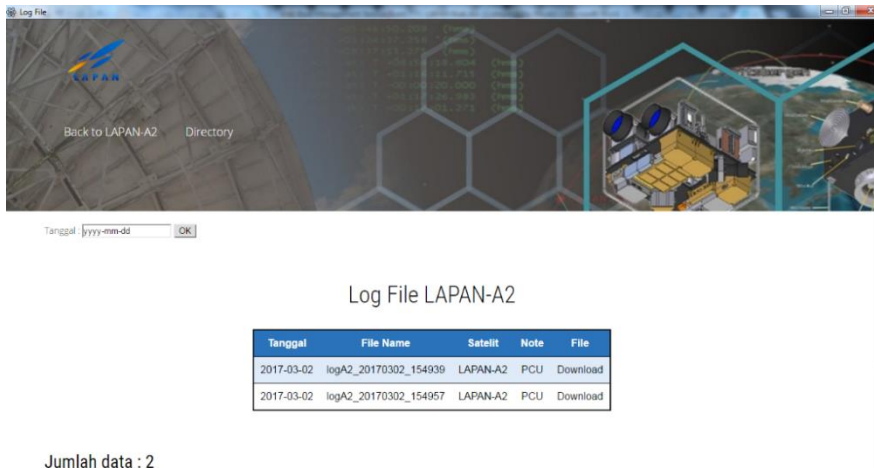 Log File
LAPAN
Back to LAPAN-A2 Directory
Tanggal : yyyy-mm-dd OK
Log File LAPAN-A2
Tanggal File Name Satelit Note File
2017-03-02 logA2_20170302_154939 LAPAN-A2 PCU Download
2017-03-02 logA2_20170302_154957 LAPAN-A2 PCU Download
Jumlah data : 2